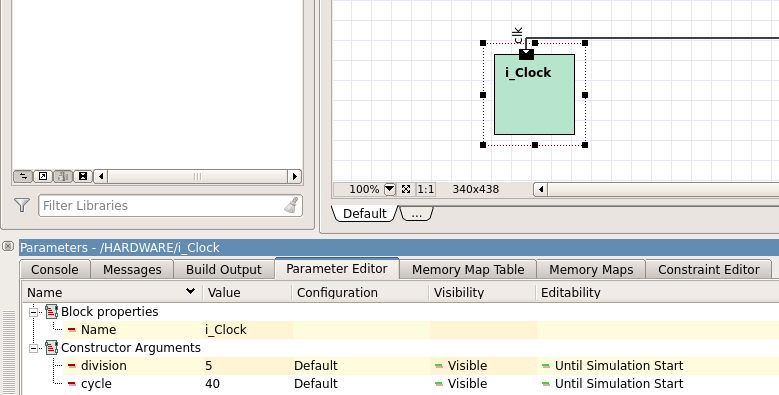 clk
i_Clock
100% 1:1 340x438
Filter Libraries
Default ...
Parameters - /HARDWARE/i_Clock
Console Messages Build Output Parameter Editor Memory Map Table Memory Maps Constraint Editor
Name Value Configuration Visibility Editability
Block properties
Name i_Clock
Constructor Arguments
division 5 Default Visible Until Simulation Start
cycle 40 Default Visible Until Simulation Start